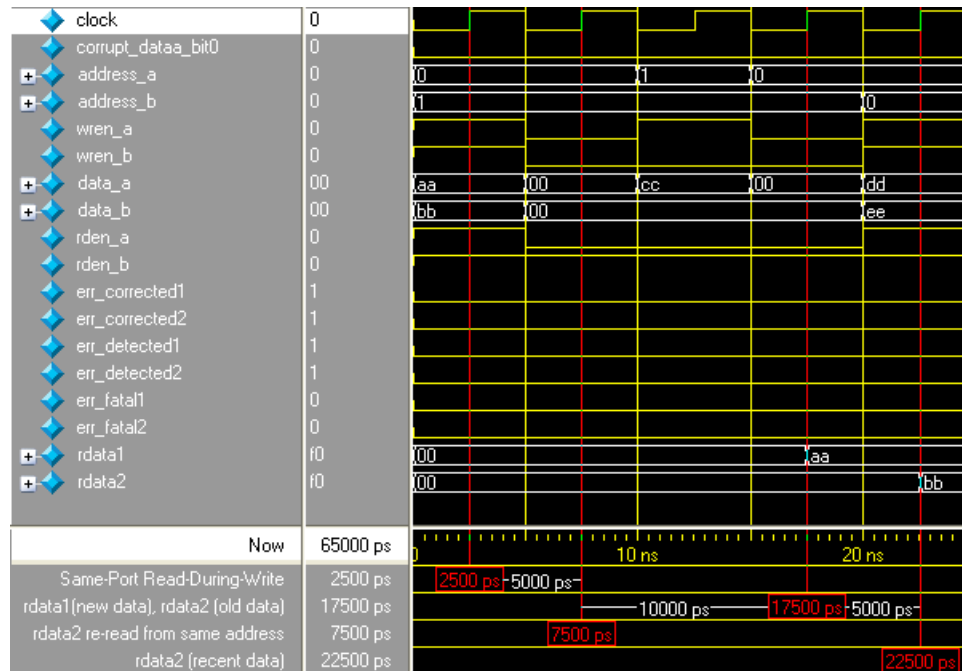 clock 0
corrupt_dataa_bit0 0
address_a 0 0 1 0
address_b 0 1 0
wren_a 0
wren_b 0
data_a 00 aa 00 cc 00 dd
data_b 00 bb 00 ee
rden_a 0
rden_b 0
err_corrected1 1
err_corrected2 1
err_detected1 1
err_detected2 1
err_fatal1 0
err_fatal2 0
rdata1 f0 00 aa
rdata2 f0 00 bb
Now 65000 ps 0 10 ns 20 ns
Same-Port Read-During-Write 2500 ps 2500 ps 5000 ps
rdata1(new data), rdata2 (old data) 17500 ps 10000 ps 17500 ps 5000 ps
rdata2 re-read from same address 7500 ps 7500 ps
rdata2 (recent data) 22500 ps 22500 ps